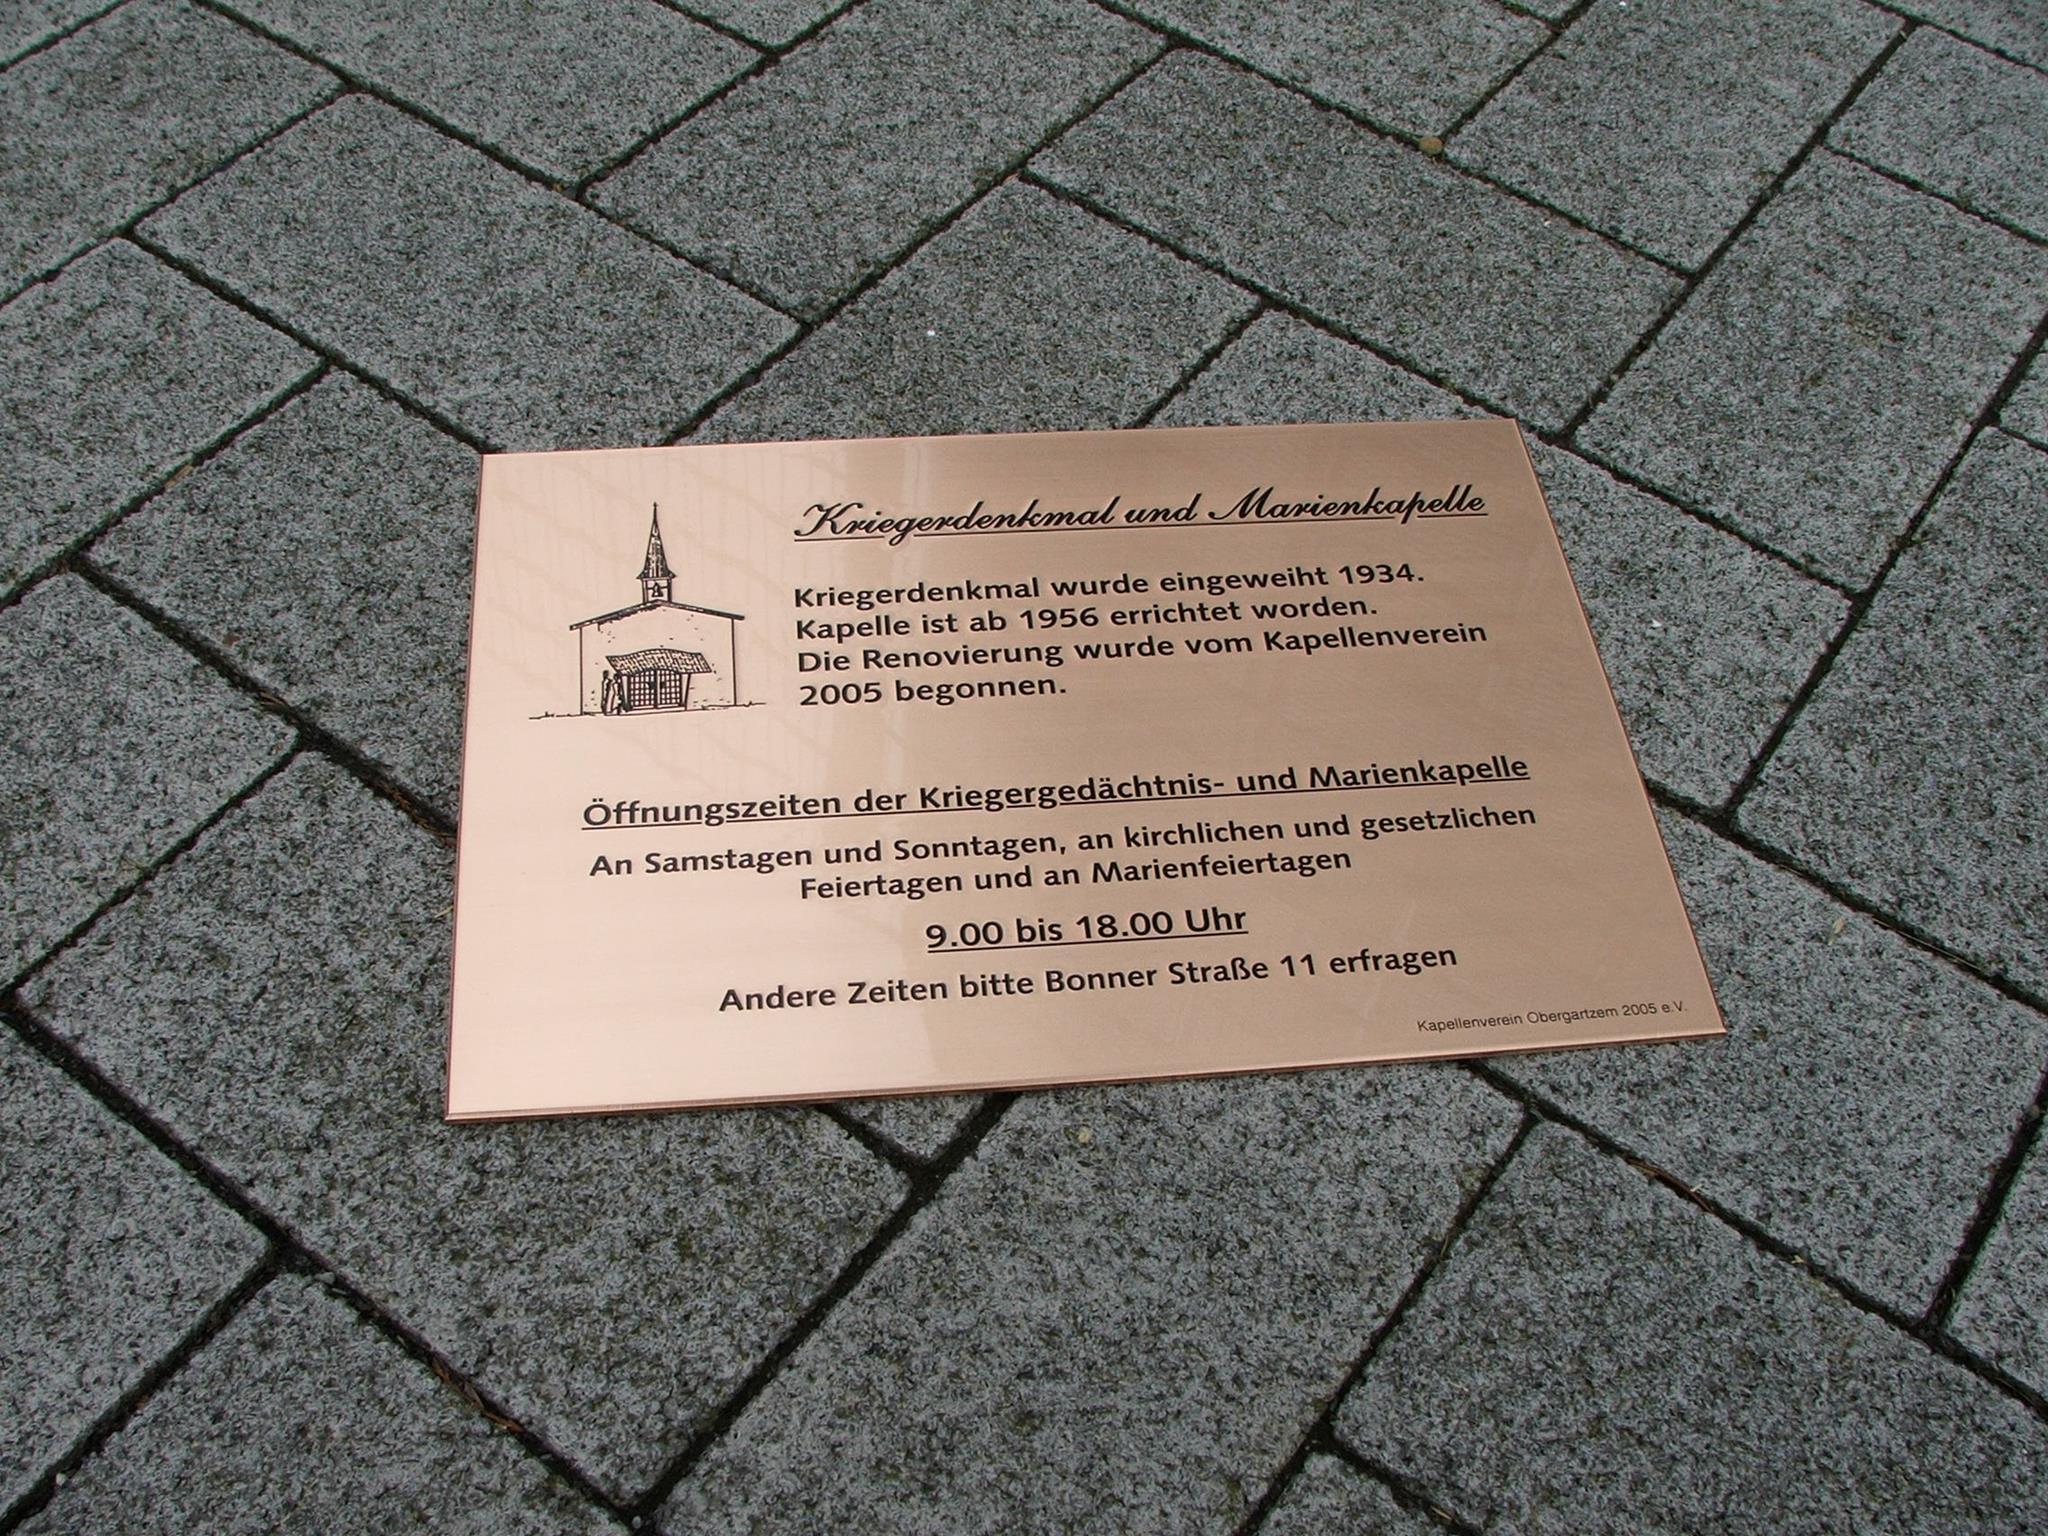 Kriegerdenkmal und Marienkapelle
Kriegerdenkmal wurde eingeweiht 1934.
Kapelle ist ab 1956 errichtet worden.
Die Renovierung wurde vom Kapellenverein
2005 begonnen.
Öffnungszeiten der Kriegergedächtnis- und Marienkapelle
An Samstagen und Sonntagen, an kirchlichen und gesetzlichen
Feiertagen und an Marienfeiertagen
9.00 bis 18.00 Uhr
Andere Zeiten bitte Bonner Straße 11 erfragen
Kapellenverein Obergartzem 2005 e.V.